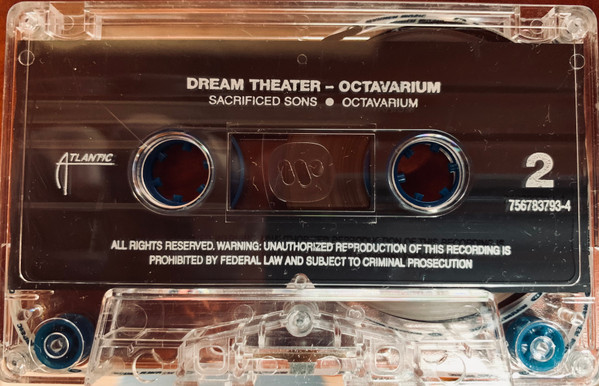 DREAM THEATER – OCTAVARIUM
SACRIFICED SONS ● OCTAVARIUM
ATLANTIC
2
756783793-4
ALL RIGHTS RESERVED. WARNING: UNAUTHORIZED REPRODUCTION OF THIS RECORDING IS
PROHIBITED BY FEDERAL LAW AND SUBJECT TO CRIMINAL PROSECUTION